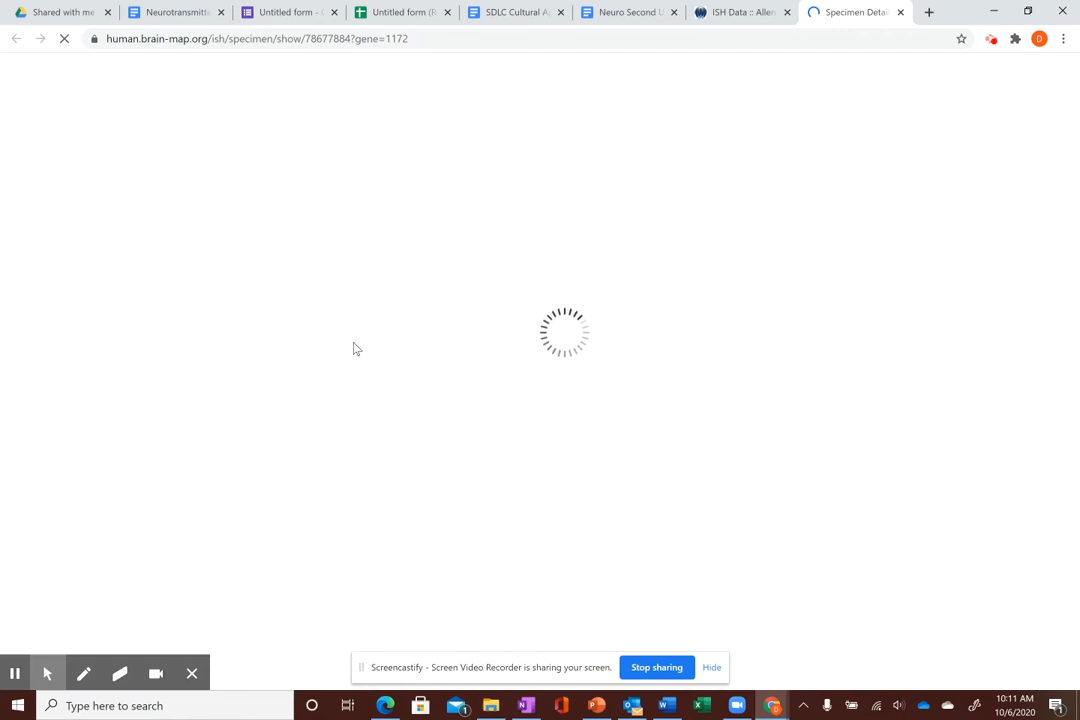 Shared with me
Neurotransmitte
Untitled form - 
Untitled form (R
SDLC Cultural A
Neuro Second U
ISH Data :: Allen
Specimen Detai
human.brain-map.org/ish/specimen/show/78677884?gene=1172
D
Screencastify - Screen Video Recorder is sharing your screen.
Stop sharing
Hide
Type here to search
10:11 AM
10/6/2020